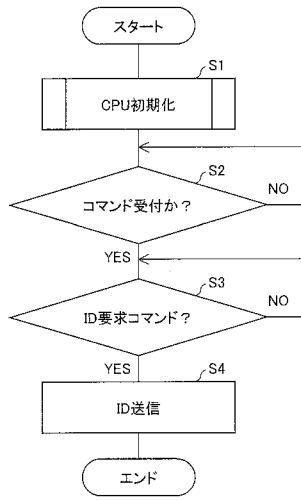 スタート
S1
CPU初期化
S2
コマンド受付か？
NO
YES
S3
ID要求コマンド？
NO
YES
S4
ID送信
エンド